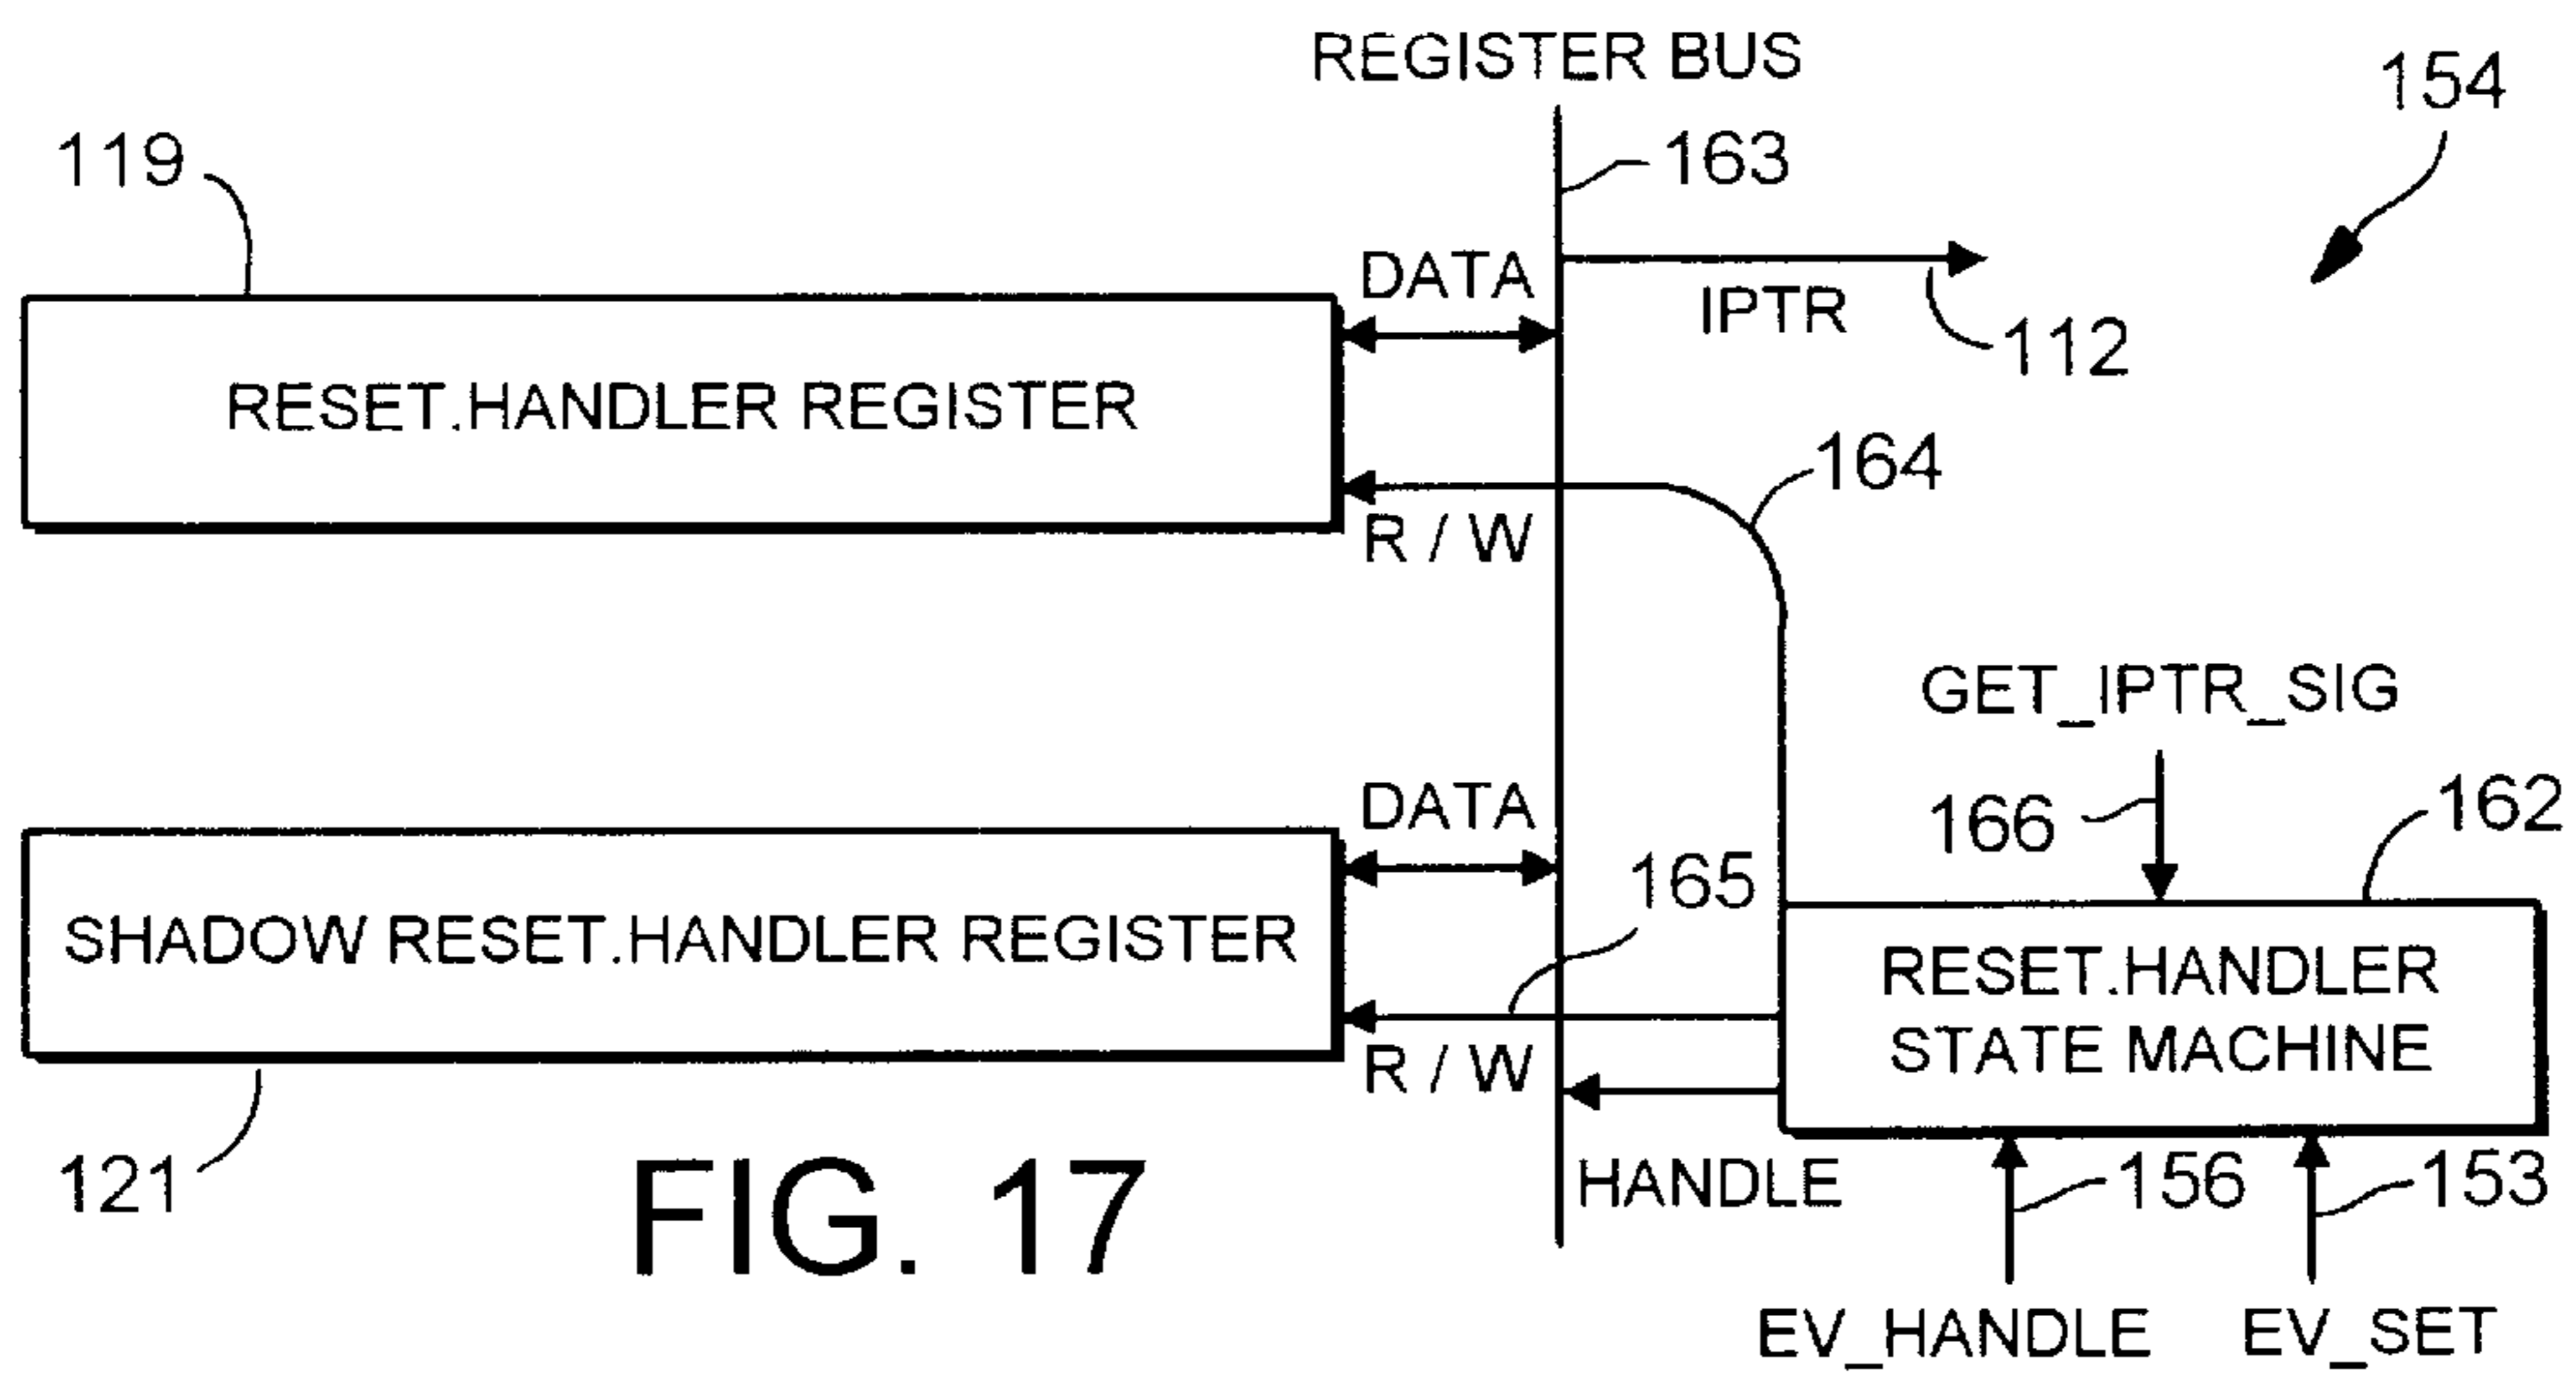 REGISTER BUS
154
119
163
DATA
IPTR
112
RESET.HANDLER REGISTER
164
R / W
GET_IPTR_SIG
DATA
166
162
165
SHADOW RESET.HANDLER REGISTER
RESET.HANDLER
STATE MACHINE
R / W
121
FIG. 17
HANDLE
156
153
EV_HANDLE
EV_SET